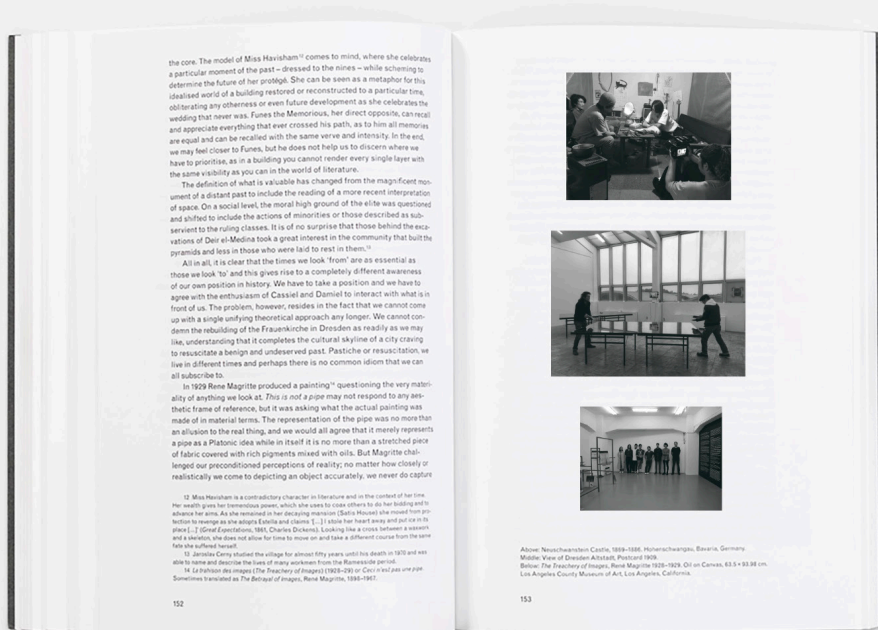 the core. The model of Miss Havisham12 comes to mind, where she celebrates
a particular moment of the past – dressed to the nines – while scheming to
determine the future of her protégé. She can be seen as a metaphor for this
idealised world of a building restored or reconstructed to a particular time,
obliterating any otherness or even future development as she celebrates the
wedding that never was. Funes the Memorious, her direct opposite, can recall
and appreciate everything that ever crossed his path, as to him all memories
are equal and can be recalled with the same verve and intensity. In the end,
we may feel closer to Funes, but he does not help us to discern where we
have to prioritise, as in a building you cannot render every single layer with
the same visibility as you can in the world of literature.
The definition of what is valuable has changed from the magnificent mon-
ument of a distant past to include the reading of a more recent interpretation
of space. On a social level, the moral high ground of the elite was questioned
and shifted to include the actions of minorities or those described as sub-
servient to the ruling classes. It is of no surprise that those behind the exca-
vations of Deir el-Medina took a great interest in the community that built the
pyramids and less in those who were laid to rest in them.13
All in all, it is clear that the times we look ‘from’ are as essential as
those we look ‘to’ and this gives rise to a completely different awareness
of our own position in history. We have to take a position and we have to
agree with the enthusiasm of Cassiel and Damiel to interact with what is in
front of us. The problem, however, resides in the fact that we cannot come
up with a single unifying theoretical approach any longer. We cannot con-
demn the rebuilding of the Frauenkirche in Dresden as readily as we may
like, understanding that it completes the cultural skyline of a city craving
to resuscitate a benign and undeserved past. Pastiche or resuscitation, we
live in different times and perhaps there is no common idiom that we can
all subscribe to.
In 1929 Rene Magritte produced a painting14 questioning the very materi-
ality of anything we look at. This is not a pipe may not respond to any aes-
thetic frame of reference, but it was asking what the actual painting was
made of in material terms. The representation of the pipe was no more than
an allusion to the real thing, and we would all agree that it merely represents
a pipe as a Platonic idea while in itself it is no more than a stretched piece
of fabric covered with rich pigments mixed with oils. But Magritte chal-
lenged our preconditioned perceptions of reality; no matter how closely or
realistically we come to depicting an object accurately, we never do capture
12 Miss Havisham is a contradictory character in literature and in the context of her time.
Her wealth gives her tremendous power, which she uses to coax others to do her bidding and to
advance her aims. As she remained in her decaying mansion (Satis House) she moved from pro-
tection to revenge as she adopts Estella and claims ‘[...] I stole her heart away and put ice in its
place [...]’ (Great Expectations, 1861, Charles Dickens). Looking like a cross between a waxwork
and a skeleton, she does not allow for time to move on and take a different course from the same
fate she suffered herself.
13 Jaroslav Cerny studied the village for almost fifty years until his death in 1970 and was
able to name and describe the lives of many workmen from the Ramesside period.
14 La trahison des images (The Treachery of Images) (1928–29) or Ceci n'est pas une pipe.
Sometimes translated as The Betrayal of Images, René Magritte, 1898–1967.
152
Above: Neuschwanstein Castle, 1869–1886. Hohenschwangau, Bavaria, Germany.
Middle: View of Dresden Altstadt, Postcard 1909.
Below: The Treachery of Images, René Magritte 1928–1929. Oil on Canvas, 63.5 × 93.98 cm.
Los Angeles County Museum of Art, Los Angeles, California.
153